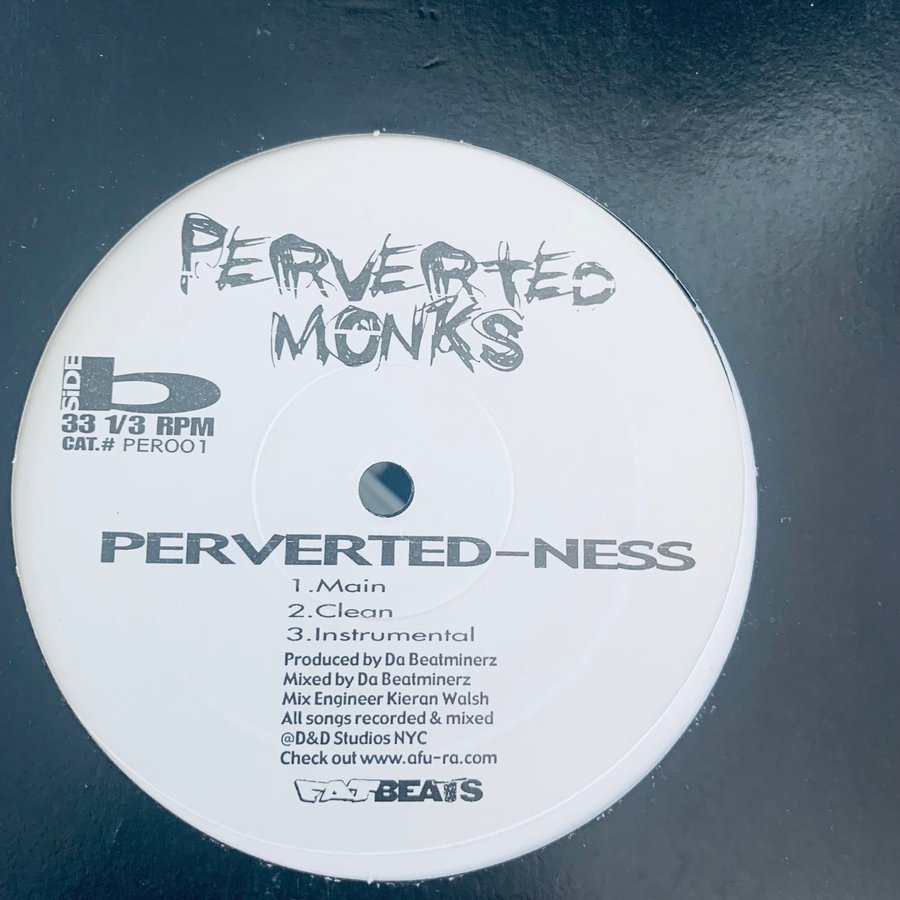 PERVERTED
MONKS
SiDE b
33 1/3 RPM
CAT.# PER001
PERVERTED-NESS
1.Main
2.Clean
3.Instrumental
Produced by Da Beatminerz
Mixed by Da Beatminerz
Mix Engineer Kieran Walsh
All songs recorded & mixed
@D&D Studios NYC
Check out www.afu-ra.com
FATBEATS